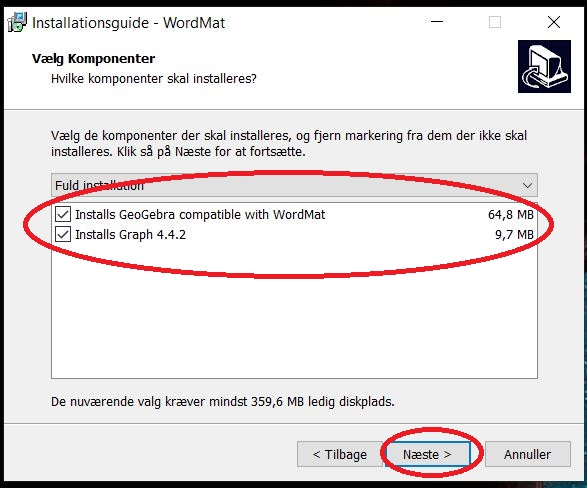 Installationsguide - WordMat
Vælg Komponenter
Hvilke komponenter skal installeres?
Vælg de komponenter der skal installeres, og fjern markering fra dem der ikke skal
installeres. Klik så på Næste for at fortsætte.
Fuld installation
Installs GeoGebra compatible with WordMat 64,8 MB
Installs Graph 4.4.2 9,7 MB
De nuværende valg kræver mindst 359,6 MB ledig diskplads.
< Tilbage Næste > Annuller